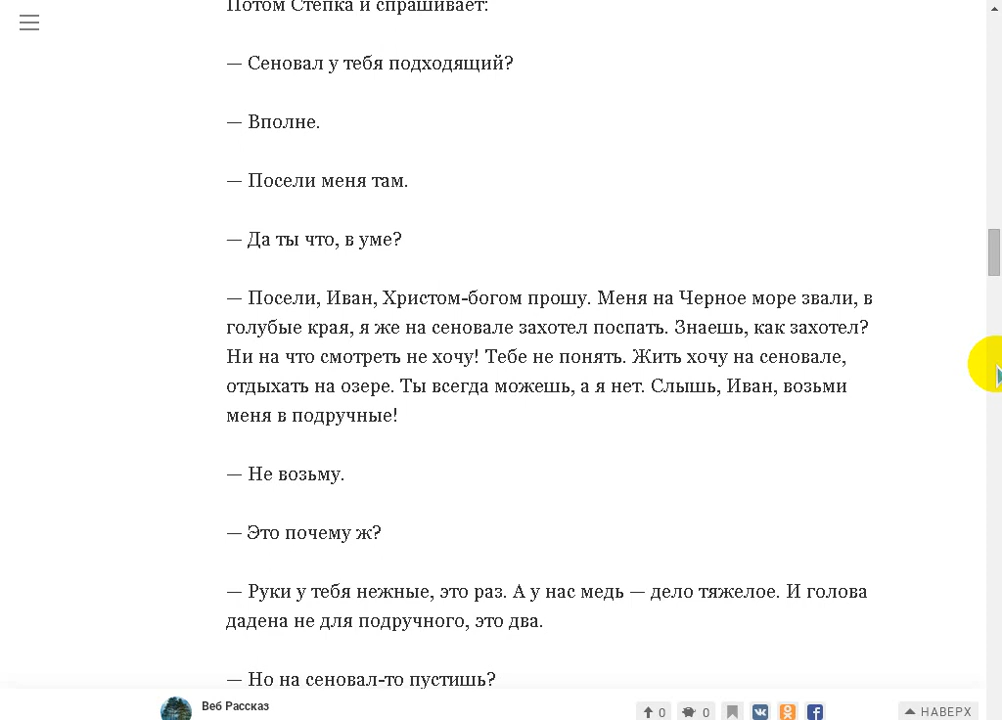 Потом Степка и спрашивает:
— Сеновал у тебя подходящий?
— Вполне.
— Посели меня там.
— Да ты что, в уме?
— Посели, Иван, Христом-богом прошу. Меня на Черное море звали, в
голубые края, я же на сеновале захотел поспать. Знаешь, как захотел?
Ни на что смотреть не хочу! Тебе не понять. Жить хочу на сеновале,
отдыхать на озере. Ты всегда можешь, а я нет. Слышь, Иван, возьми
меня в подручные!
— Не возьму.
— Это почему ж?
— Руки у тебя нежные, это раз. А у нас медь — дело тяжелое. И голова
дадена не для подручного, это два.
— Но на сеновал-то пустишь?
Веб Рассказ
0 0 НАВЕРХ